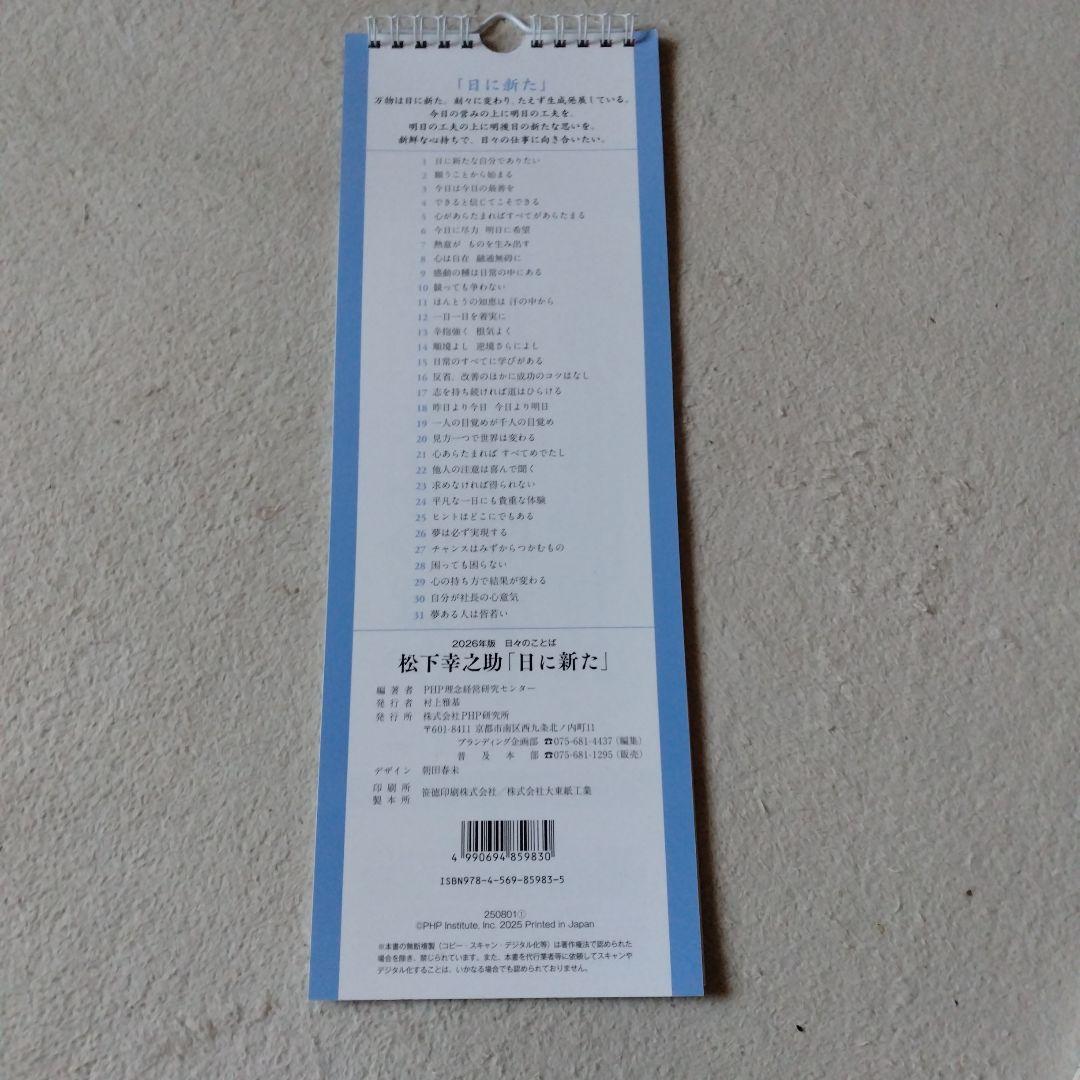 「日に新た」
万物は日に新た。刻々に変わり、たえず生成発展している。
今日の営みの上に明日の工夫を。
明日の工夫の上に明後日の新たな思いを。
新鮮な心持ちで、日々の仕事に向き合いたい。
1 日に新たな自分でありたい
2 願うことから始まる
3 今日は今日の最善を
4 できると信じてこそできる
5 心があらたまればすべてがあらたまる
6 今日に尽力 明日に希望
7 熱意が ものを生み出す
8 心は自在 融通無碍に
9 感動の種は日常の中にある
10 競っても争わない
11 ほんとうの知恵は 汗の中から
12 一日一日を着実に
13 辛抱強く 根気よく
14 順境よし 逆境さらによし
15 日常のすべてに学びがある
16 反省、改善のほかに成功のコツはなし
17 志を持ち続ければ道はひらける
18 昨日より今日 今日より明日
19 一人の目覚めが千人の目覚め
20 見方一つで世界は変わる
21 心あらたまれば すべてめでたし
22 他人の注意は喜んで聞く
23 求めなければ得られない
24 平凡な一日にも貴重な体験
25 ヒントはどこにでもある
26 夢は必ず実現する
27 チャンスはみずからつかむもの
28 困っても困らない
29 心の持ち方で結果が変わる
30 自分が社長の心意気
31 夢ある人は皆若い
2026年版 日々のことば
松下幸之助「日に新た」
編著者 PHP理念経営研究センター
発行者 村上雅基
発行所 株式会社PHP研究所
〒601-8411 京都市南区西九条北ノ内町11
ブランディング企画部 ☎075-681-4437(編集)
普及本部 ☎075-681-1295(販売)
デザイン 朝田春未
印刷所
製本所 笹徳印刷株式会社/株式会社大東紙工業
4 990694 859830
ISBN978-4-569-85983-5
250801①
©PHP Institute, Inc. 2025 Printed in Japan
※本書の無断複製(コピー・スキャン・デジタル化等)は著作権法で認められた
場合を除き、禁じられています。また、本書を代行業者等に依頼してスキャンや
デジタル化することは、いかなる場合でも認められておりません。